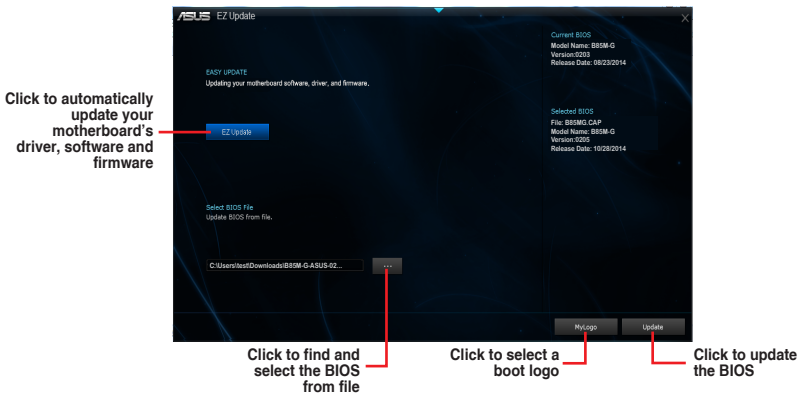 ASUS EZ Update
Current BIOS
Model Name: B85M-G
Version:0203
Release Date: 08/23/2014
EASY UPDATE
Updating your motherboard software, driver, and firmware.
Click to automatically
update your
motherboard's
driver, software and
firmware
EZ Update
Selected BIOS
File: B85MG.CAP
Model Name: B85M-G
Version:0205
Release Date: 10/28/2014
Select BIOS File
Update BIOS from file.
C:\Users\test\Downloads\B85M-G-ASUS-02...
...
MyLogo
Update
Click to find and
select the BIOS
from file
Click to select a
boot logo
Click to update
the BIOS